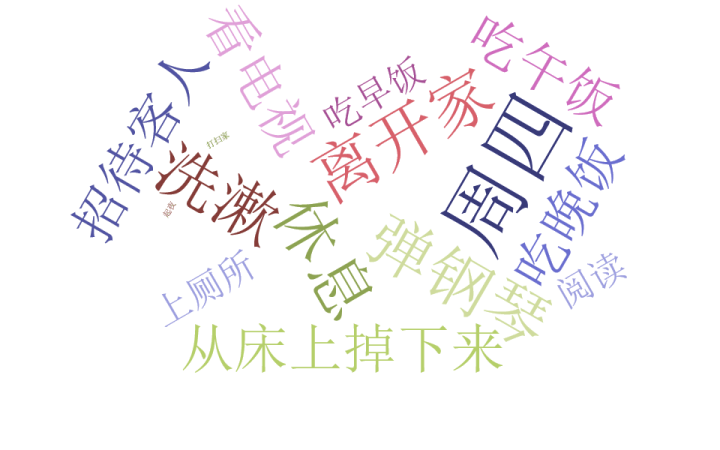 看电视
吃午饭
吃早饭
招待客人
离开家
周四
打扫家
洗漱
吃晚饭
起夜
休息
弹钢琴
阅读
上厕所
从床上掉下来